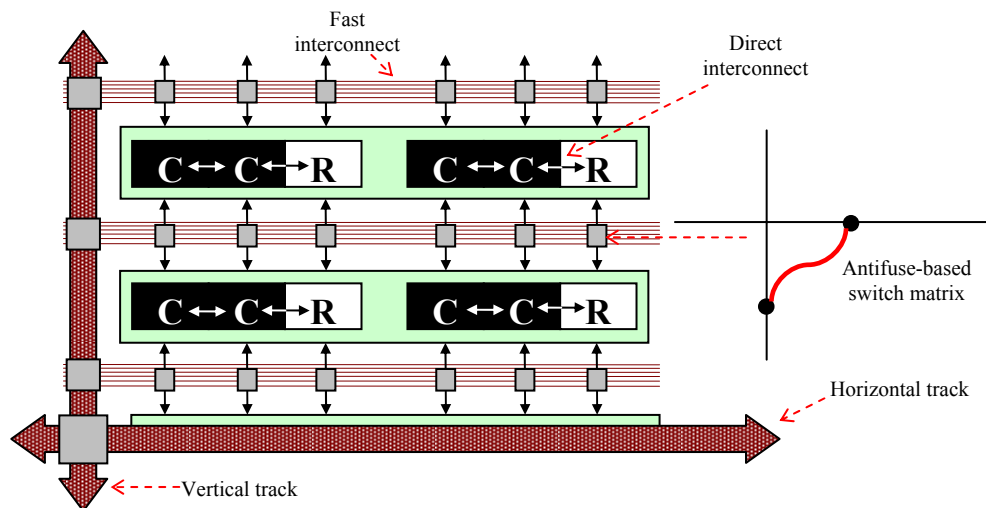 Fast
interconnect
Direct
interconnect
C C R C C R
Antifuse-based
switch matrix
C C R C C R
Horizontal track
Vertical track